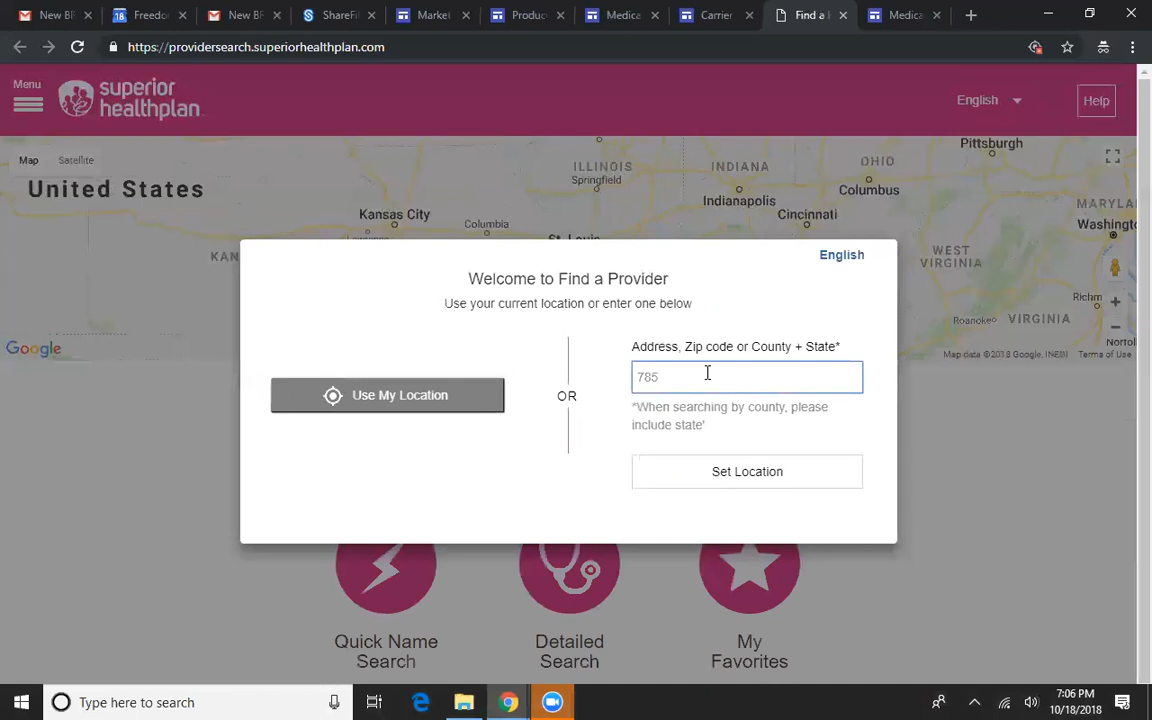 New BF
18 Freedo
New BF
ShareFi
Market
Produc
Medica
Carrier
Find a
Medica
https://providersearch.superiorhealthplan.com
Menu
superior
healthplan
English
Help
Map
Satellite
United States
Pittsburgh
ILLINOIS
Springfield
INDIANA
Indianapolis
OHIO
Columbus
MARYLA
Washingto
Kansas City
Columbia
Cincinnati
St. Louis
KAN
WEST
VIRGINIA
Richm
Roanoke
VIRGINIA
Norfol
Google
Map data ©2018 Google, INEGI
Terms of Use
English
Welcome to Find a Provider
Use your current location or enter one below
Use My Location
OR
Address, Zip code or County + State*
785
*When searching by county, please
include state'
Set Location
Quick Name
Search
Detailed
Search
My
Favorites
Type here to search
7:06 PM
10/18/2018